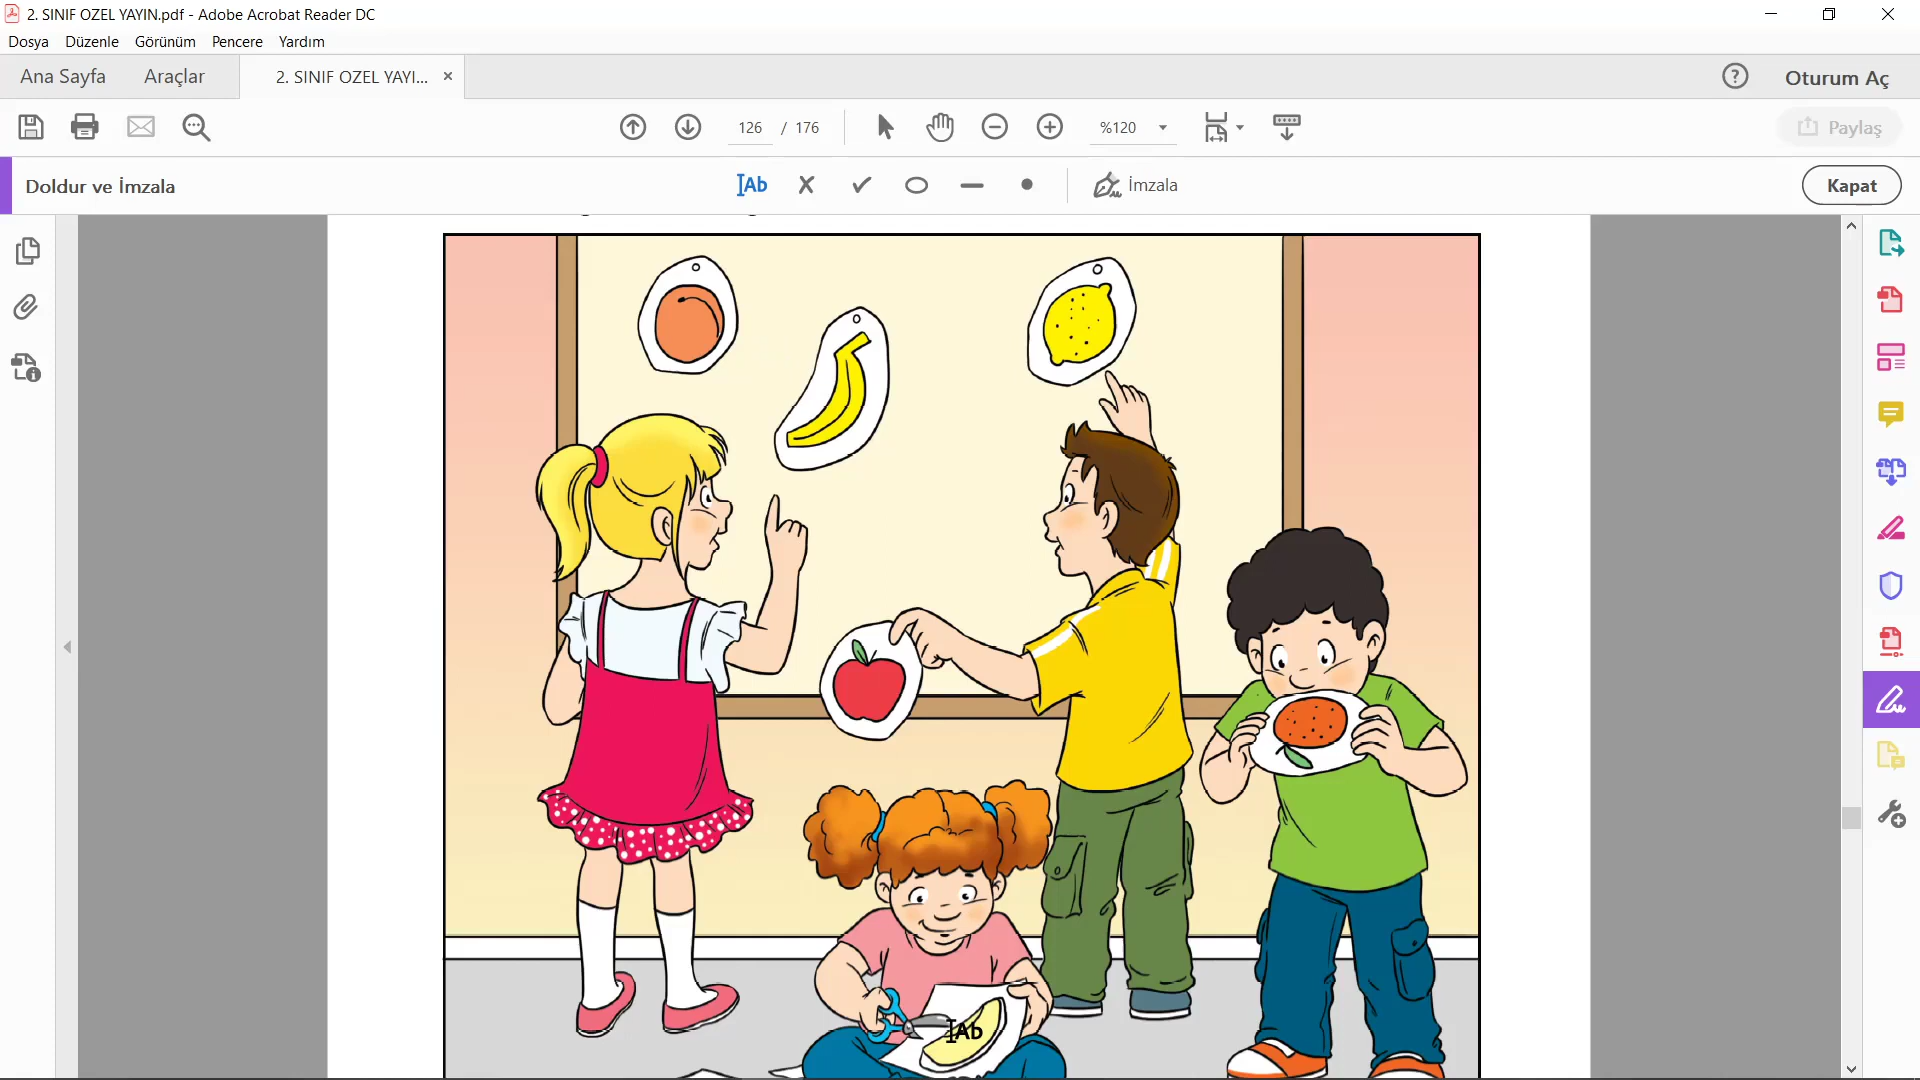 2. SINIF OZEL YAYIN.pdf - Adobe Acrobat Reader DC
Dosya Düzenle Görünüm Pencere Yardım
Ana Sayfa Araçlar 2. SINIF OZEL YAYI... Oturum Aç
126 / 176 %120 Paylaş
Doldur ve İmzala Ab İmzala Kapat
Ab